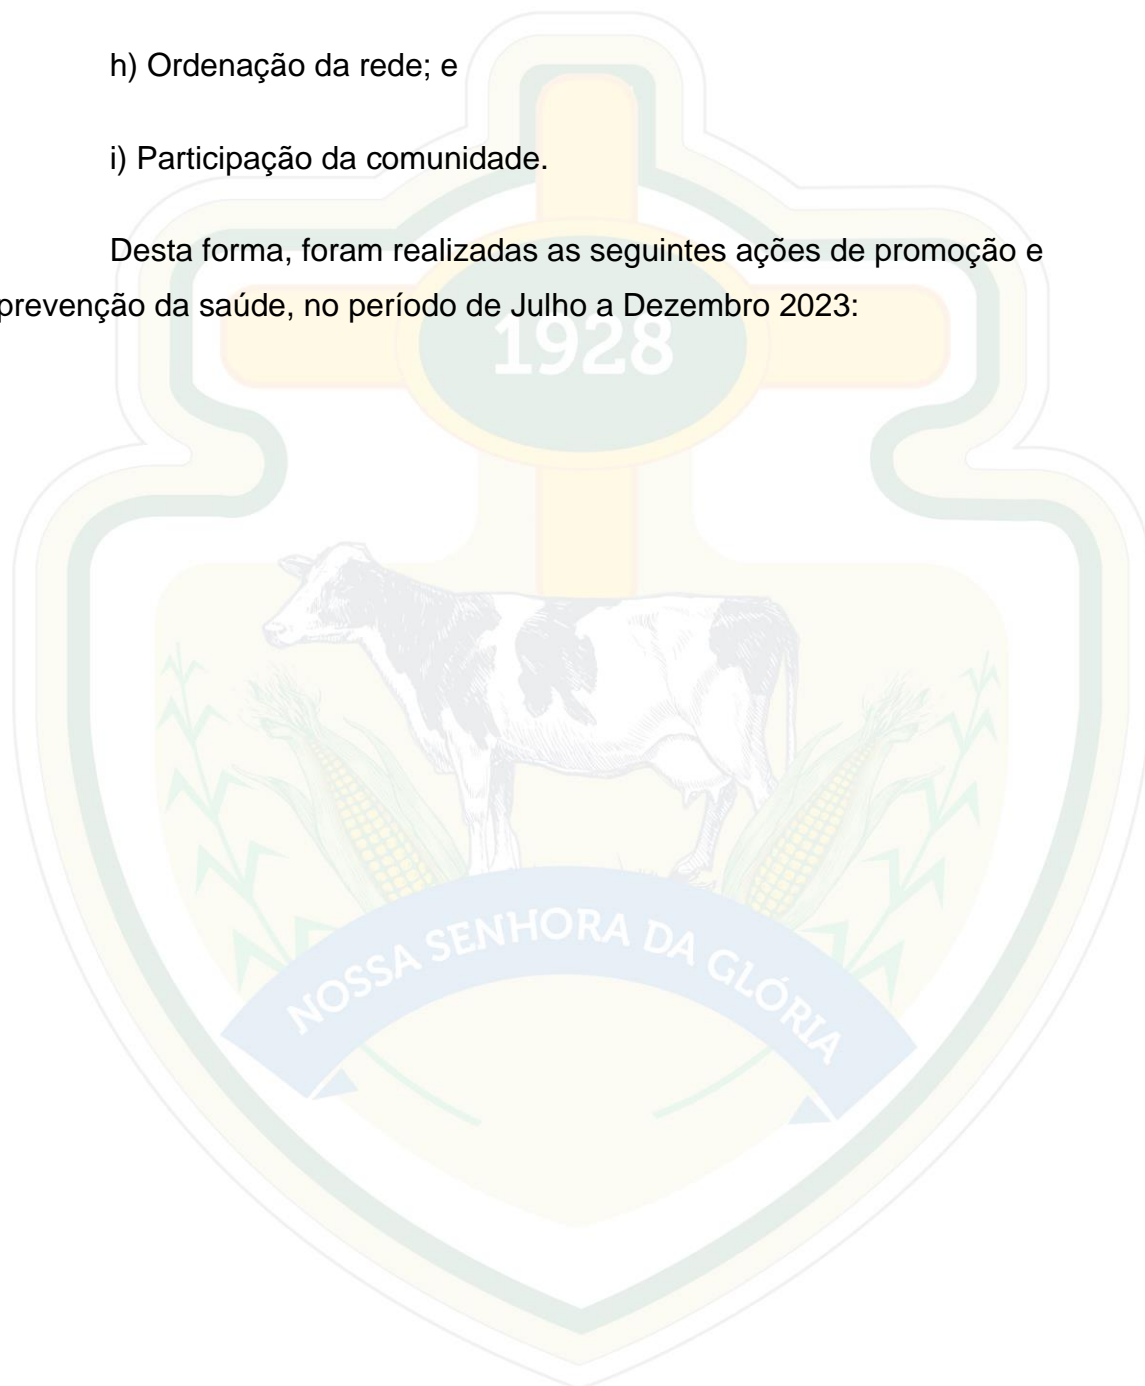 h) Ordenação da rede; e
i) Participação da comunidade.
Desta forma, foram realizadas as seguintes ações de promoção e
prevenção da saúde, no período de Julho a Dezembro 2023:
1928
NOSSA SENHORA DA GLÓRIA